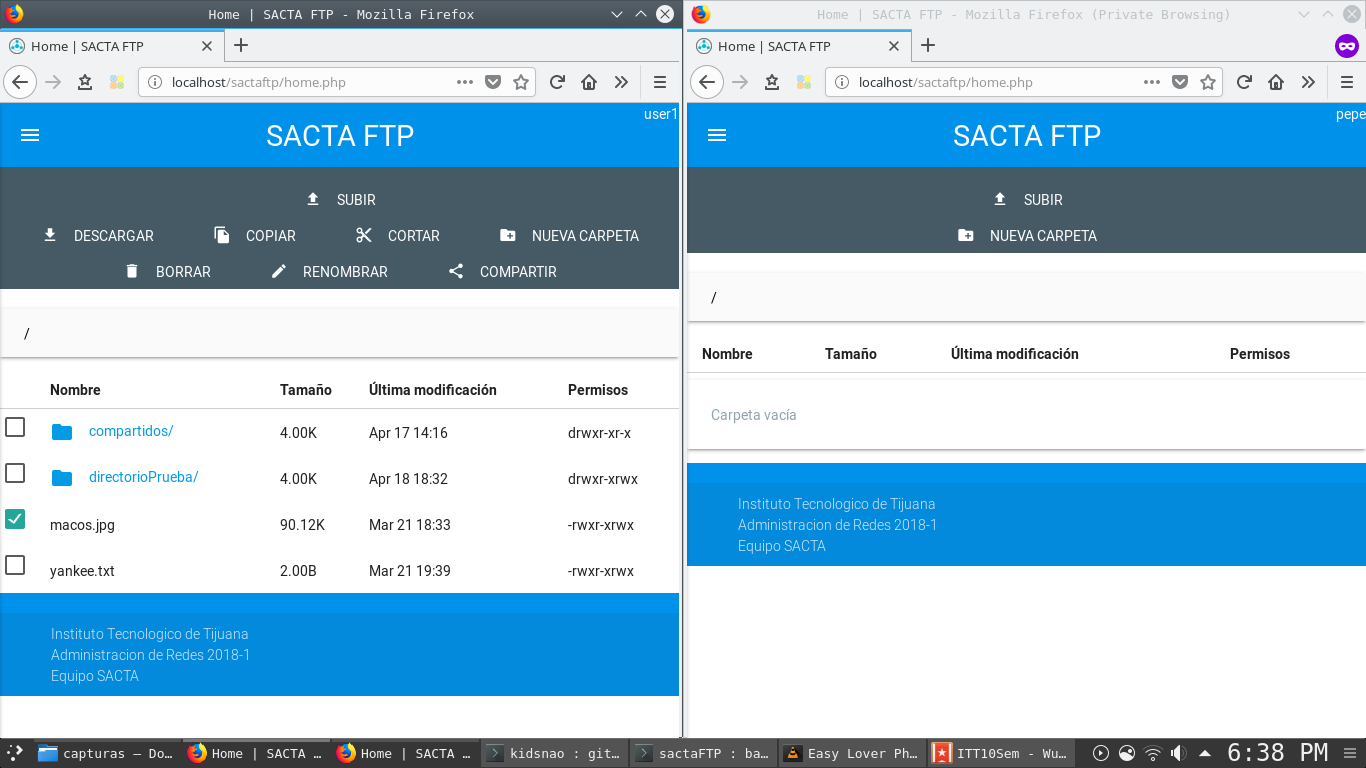 Home | SACTA FTP - Mozilla Firefox
Home | SACTA FTP
localhost/sactaftp/home.php
user1
SACTA FTP
SUBIR
DESCARGAR COPIAR CORTAR NUEVA CARPETA
BORRAR RENOMBRAR COMPARTIR
/
Nombre Tamaño Última modificación Permisos
compartidos/ 4.00K Apr 17 14:16 drwxr-xr-x
directorioPrueba/ 4.00K Apr 18 18:32 drwxr-xrwx
macos.jpg 90.12K Mar 21 18:33 -rwxr-xrwx
yankee.txt 2.00B Mar 21 19:39 -rwxr-xrwx
Instituto Tecnologico de Tijuana
Administracion de Redes 2018-1
Equipo SACTA
Home | SACTA FTP - Mozilla Firefox (Private Browsing)
Home | SACTA FTP
localhost/sactaftp/home.php
pepe
SACTA FTP
SUBIR
NUEVA CARPETA
/
Nombre Tamaño Última modificación Permisos
Carpeta vacía
Instituto Tecnologico de Tijuana
Administracion de Redes 2018-1
Equipo SACTA
capturas — Do... Home | SACTA ... Home | SACTA ... kidsnao : git... sactaFTP : ba... Easy Lover Ph... ITT10Sem - Wu... 6:38 PM